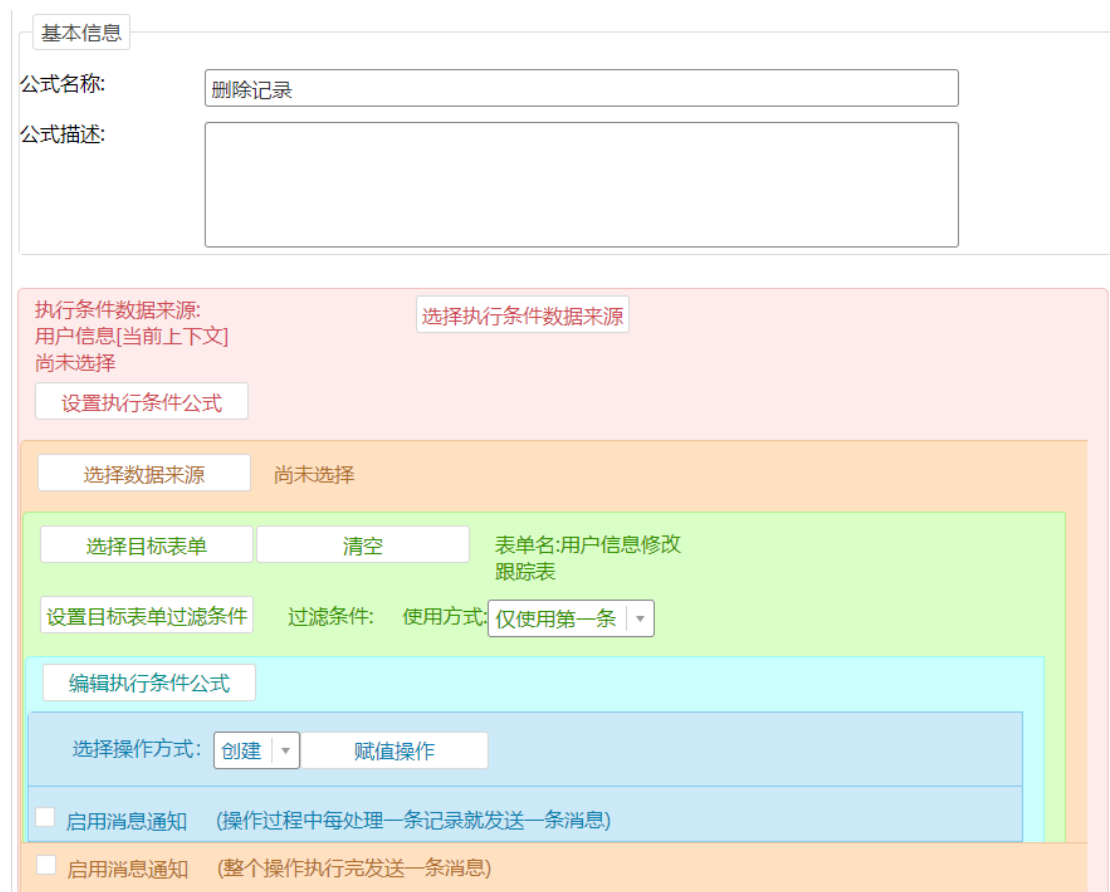 基本信息
公式名称: 删除记录
公式描述:
执行条件数据来源: 选择执行条件数据来源
用户信息[当前上下文]
尚未选择
设置执行条件公式
选择数据来源 尚未选择
选择目标表单 清空 表单名:用户信息修改
跟踪表
设置目标表单过滤条件 过滤条件: 使用方式: 仅使用第一条
编辑执行条件公式
选择操作方式: 创建 赋值操作
启用消息通知 (操作过程中每处理一条记录就发送一条消息)
启用消息通知 (整个操作执行完发送一条消息)